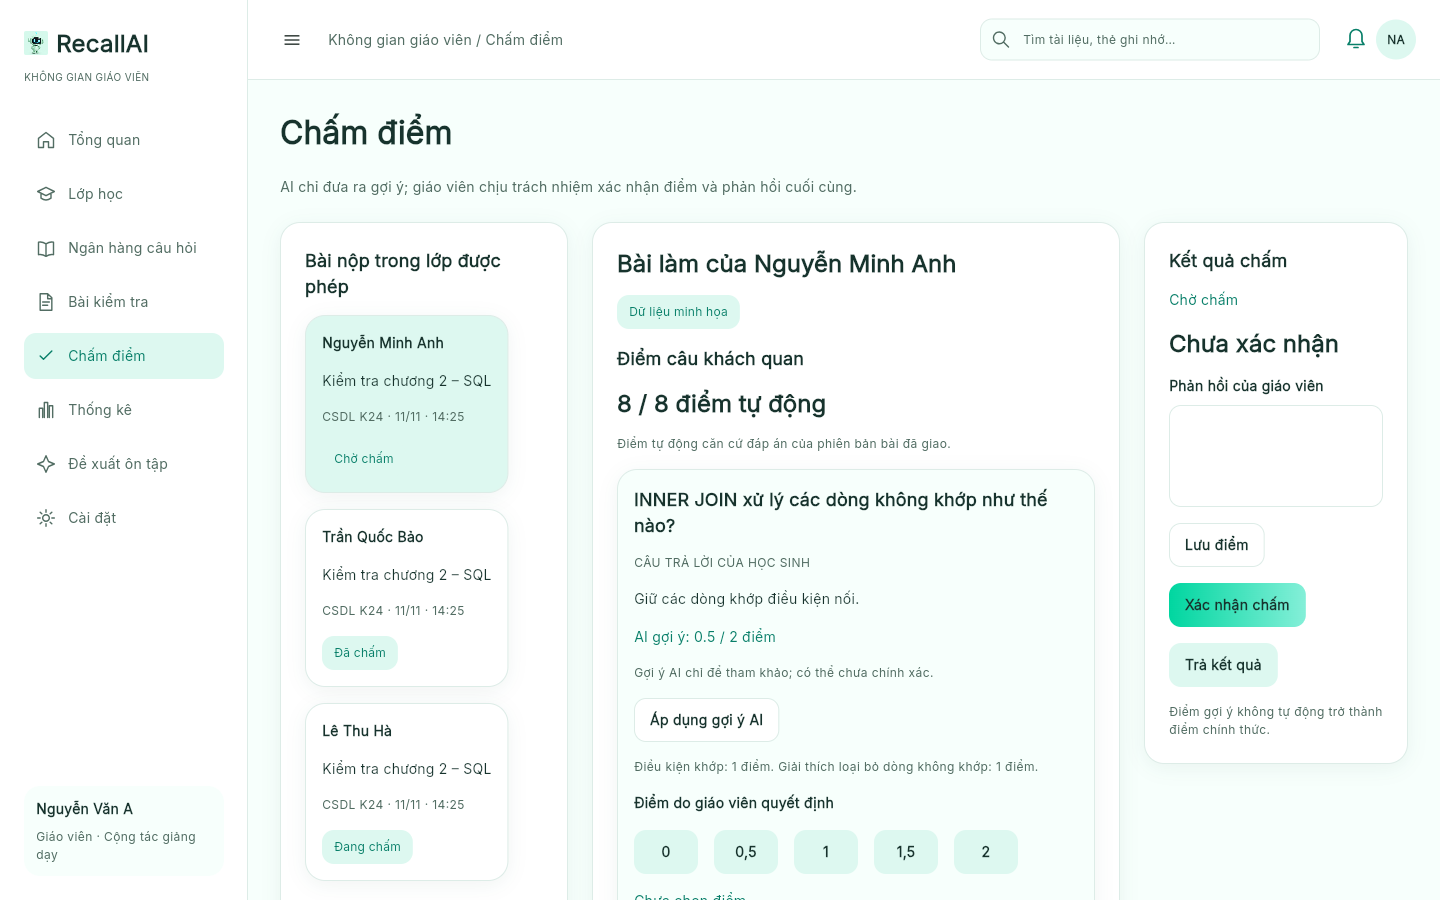 RecallAI
KHÔNG GIAN GIÁO VIÊN
Tổng quan
Lớp học
Ngân hàng câu hỏi
Bài kiểm tra
Chấm điểm
Thống kê
Đề xuất ôn tập
Cài đặt
Nguyễn Văn A
Giáo viên · Cộng tác giảng
dạy
Không gian giáo viên / Chấm điểm
Tìm tài liệu, thẻ ghi nhớ...
NA
Chấm điểm
AI chỉ đưa ra gợi ý; giáo viên chịu trách nhiệm xác nhận điểm và phản hồi cuối cùng.
Bài nộp trong lớp được
phép
Nguyễn Minh Anh
Kiểm tra chương 2 – SQL
CSDL K24 · 11/11 · 14:25
Chờ chấm
Trần Quốc Bảo
Kiểm tra chương 2 – SQL
CSDL K24 · 11/11 · 14:25
Đã chấm
Lê Thu Hà
Kiểm tra chương 2 – SQL
CSDL K24 · 11/11 · 14:25
Đang chấm
Bài làm của Nguyễn Minh Anh
Dữ liệu minh họa
Điểm câu khách quan
8 / 8 điểm tự động
Điểm tự động căn cứ đáp án của phiên bản bài đã giao.
INNER JOIN xử lý các dòng không khớp như thế
nào?
CÂU TRẢ LỜI CỦA HỌC SINH
Giữ các dòng khớp điều kiện nối.
AI gợi ý: 0.5 / 2 điểm
Gợi ý AI chỉ để tham khảo; có thể chưa chính xác.
Áp dụng gợi ý AI
Điều kiện khớp: 1 điểm. Giải thích loại bỏ dòng không khớp: 1 điểm.
Điểm do giáo viên quyết định
0 0,5 1 1,5 2
Chưa chọn điểm
Kết quả chấm
Chờ chấm
Chưa xác nhận
Phản hồi của giáo viên
Lưu điểm
Xác nhận chấm
Trả kết quả
Điểm gợi ý không tự động trở thành
điểm chính thức.